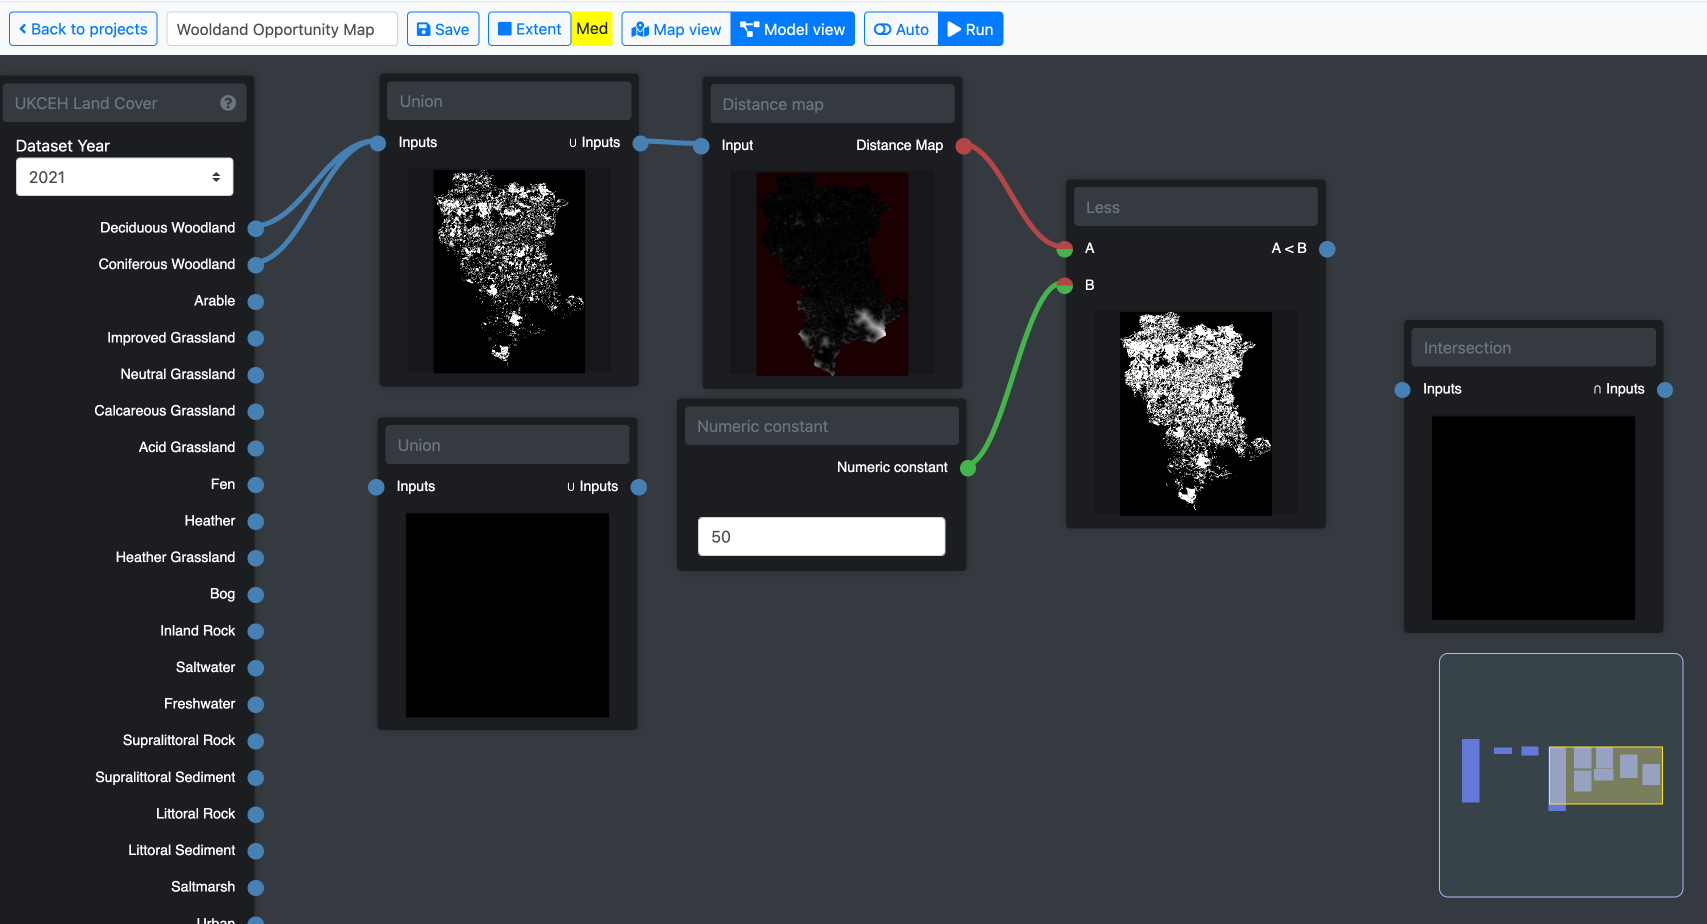 Back to projects
Wooldand Opportunity Map
Save
Extent
Med
Map view
Model view
Auto
Run
UKCEH Land Cover
?
Dataset Year
2021
Deciduous Woodland
Coniferous Woodland
Arable
Improved Grassland
Neutral Grassland
Calcareous Grassland
Acid Grassland
Fen
Heather
Heather Grassland
Bog
Inland Rock
Saltwater
Freshwater
Supralittoral Rock
Supralittoral Sediment
Littoral Rock
Littoral Sediment
Saltmarsh
Urban
Union
Inputs
∪ Inputs
Union
Inputs
∪ Inputs
Distance map
Input
Distance Map
Numeric constant
Numeric constant
50
Less
A
A < B
B
Intersection
Inputs
∩ Inputs